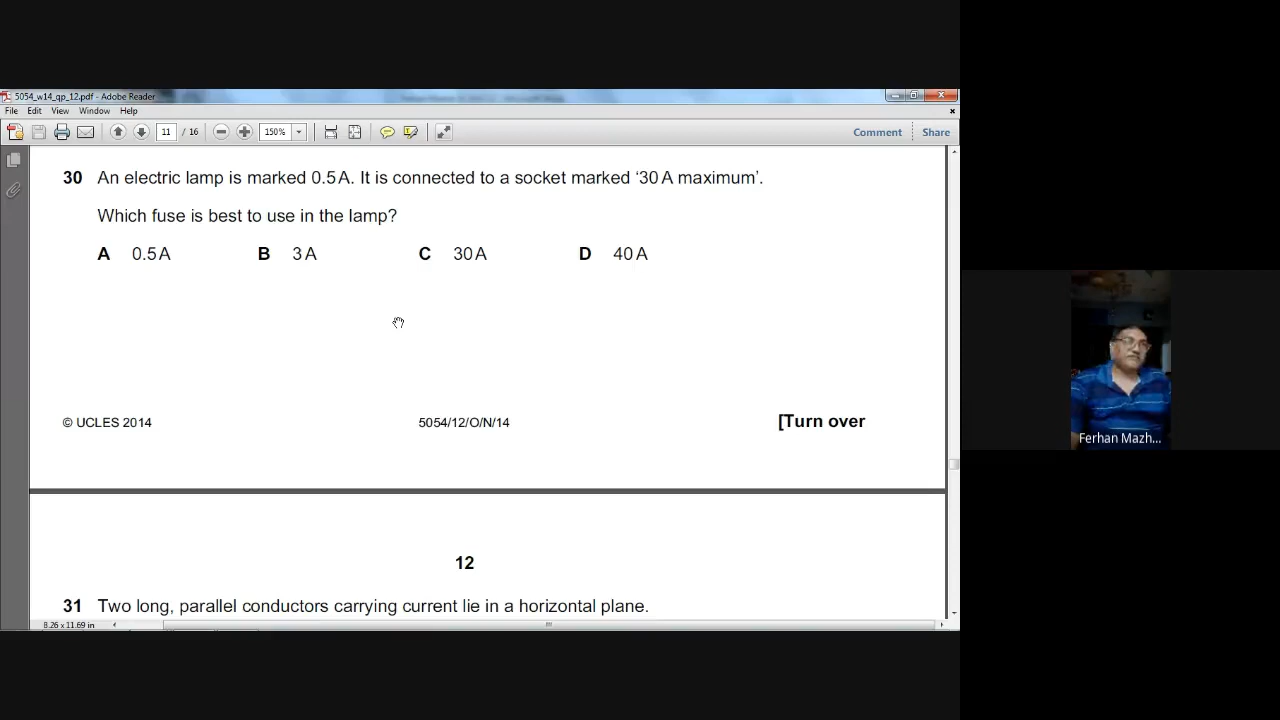 5054_w14_qp_12.pdf - Adobe Reader
File Edit View Window Help
11 / 16 150% Comment Share
30 An electric lamp is marked 0.5 A. It is connected to a socket marked ‘30 A maximum’.
Which fuse is best to use in the lamp?
A 0.5 A B 3 A C 30 A D 40 A
© UCLES 2014 5054/12/O/N/14 [Turn over
Ferhan Mazh...
12
31 Two long, parallel conductors carrying current lie in a horizontal plane.
8.26 x 11.69 in